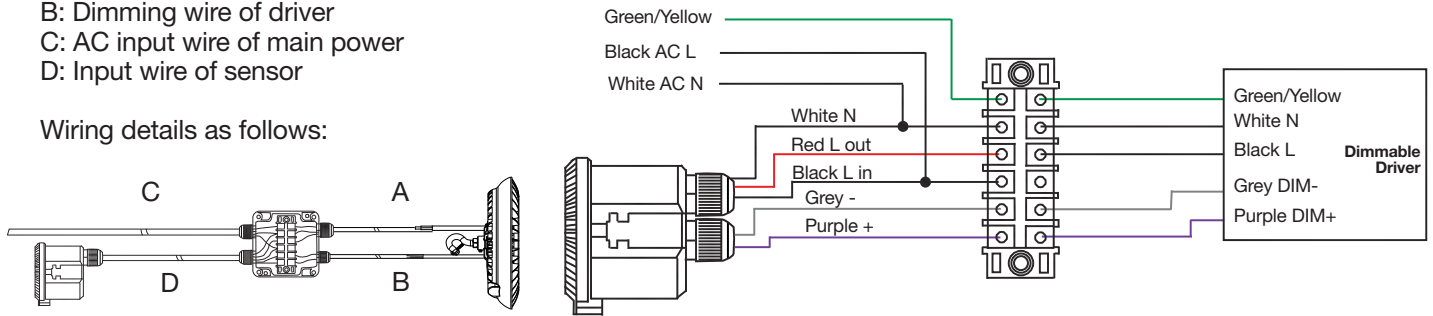 B: Dimming wire of driver
C: AC input wire of main power
D: Input wire of sensor
Wiring details as follows:
C
A
D
B
Green/Yellow
Black AC L
White AC N
White N
Red L out
Black L in
Grey -
Purple +
Green/Yellow
White N
Black L
Dimmable
Driver
Grey DIM-
Purple DIM+